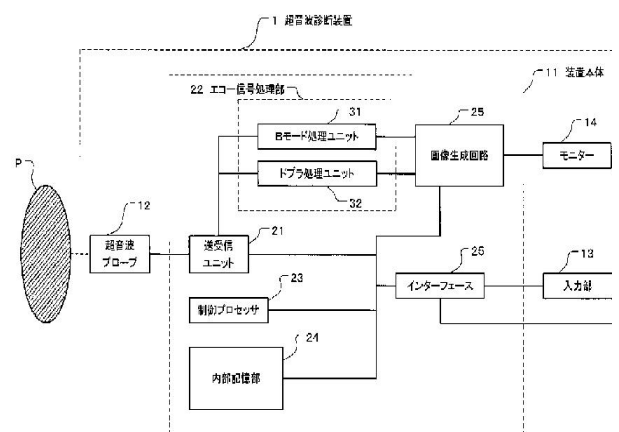 1 超音波診断装置
11 装置本体
22 エコー信号処理部
31
Bモード処理ユニット
25
画像生成回路
14
モニター
ドプラ処理ユニット
32
P
12
超音波
プローブ
21
送受信
ユニット
25
インターフェース
13
入力部
23
制御プロセッサ
24
内部記憶部